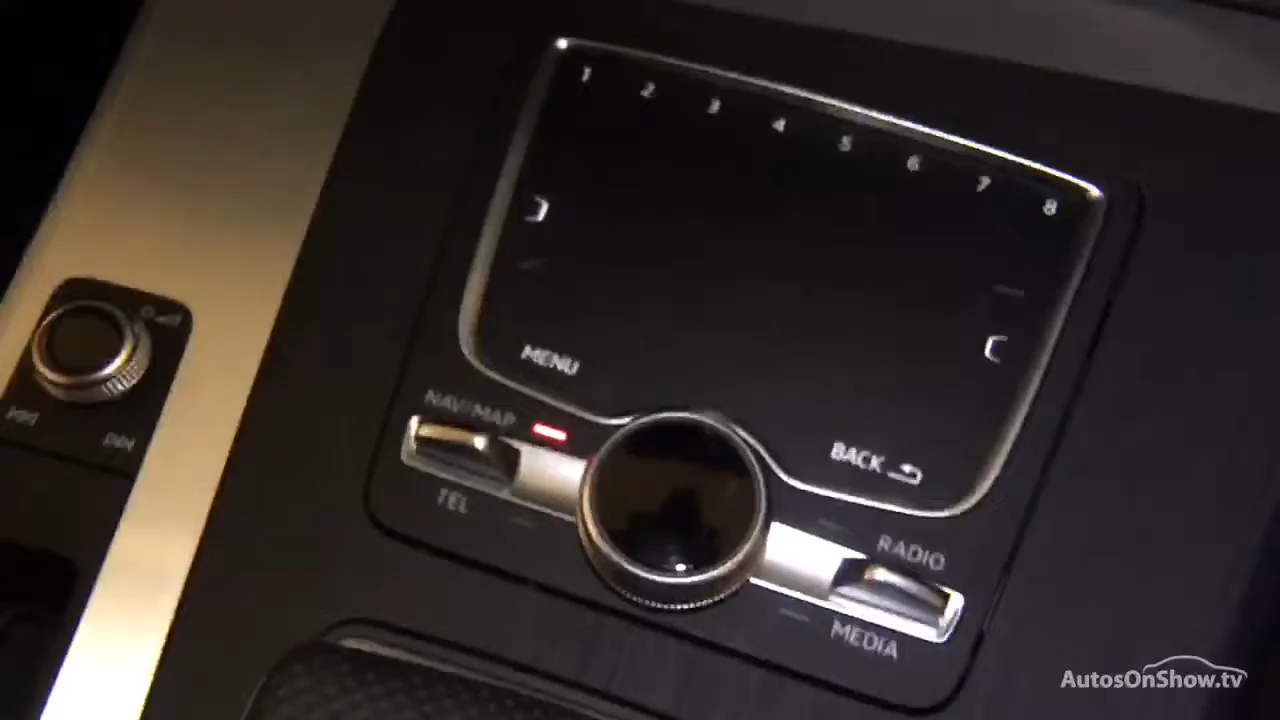 1 2 3 4 5 6 7 8
MENU
NAV/MAP
BACK
TEL
RADIO
MEDIA
AutosOnShow.tv